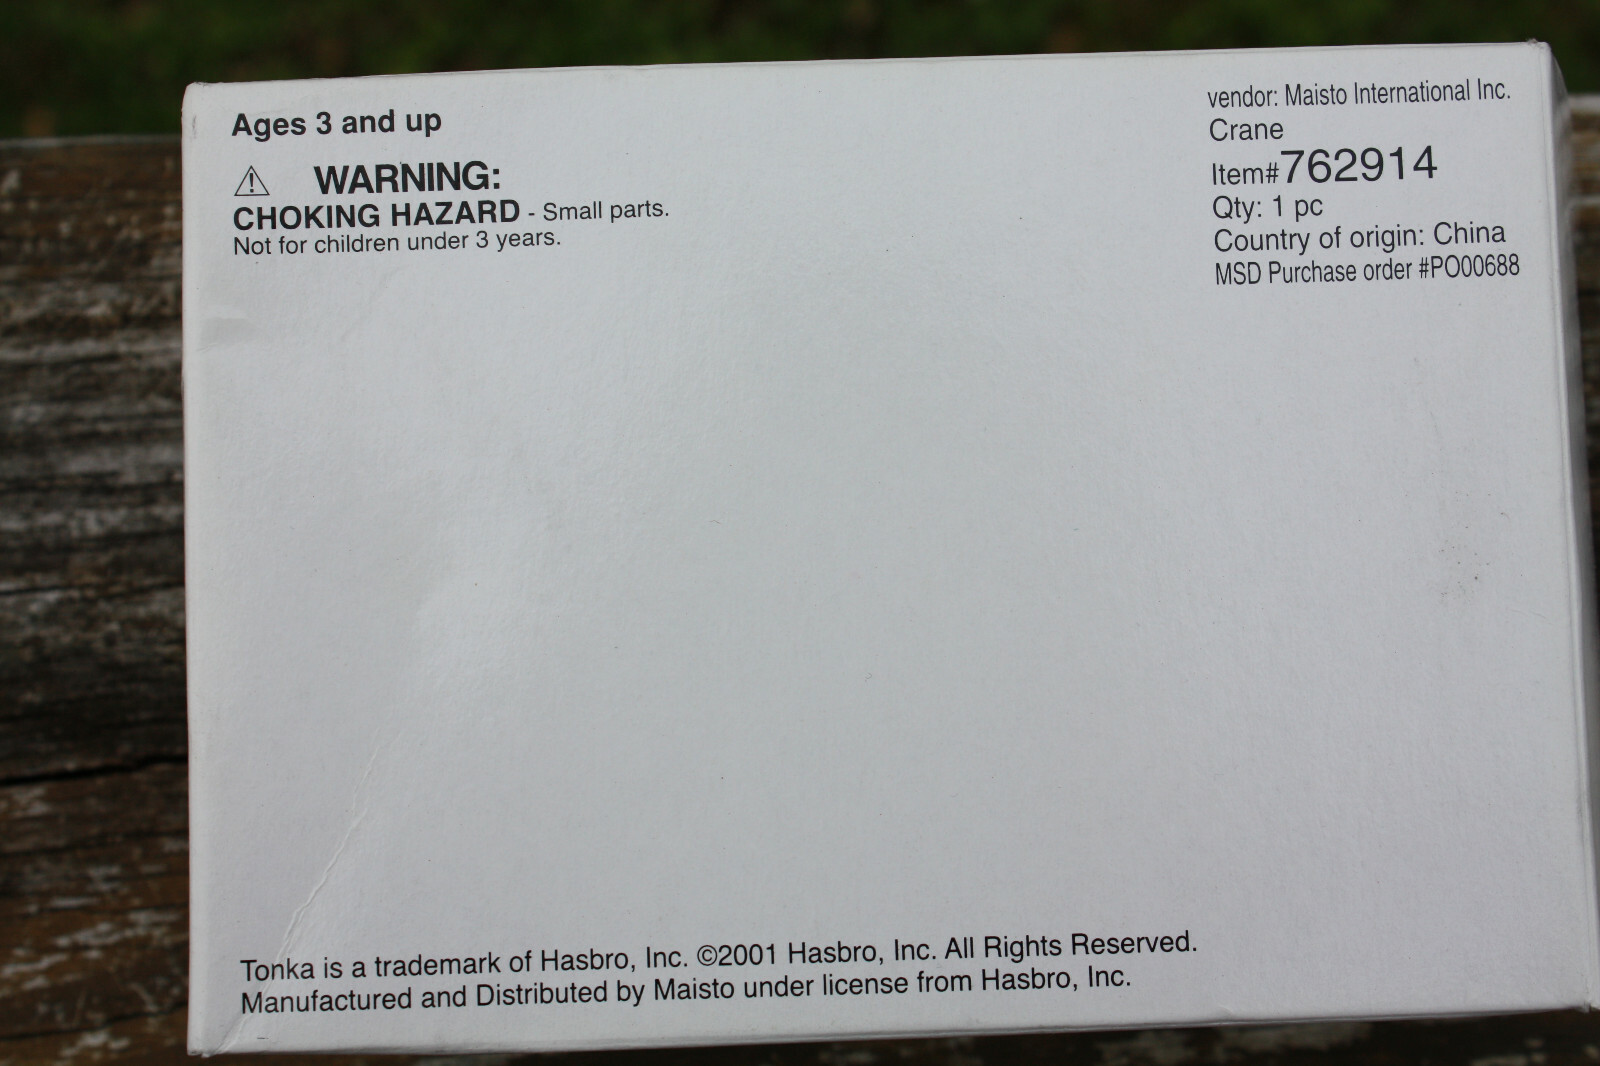 Ages 3 and up
⚠ WARNING:
CHOKING HAZARD - Small parts.
Not for children under 3 years.
vendor: Maisto International Inc.
Crane
Item#762914
Qty: 1 pc
Country of origin: China
MSD Purchase order #PO00688
Tonka is a trademark of Hasbro, Inc. ©2001 Hasbro, Inc. All Rights Reserved.
Manufactured and Distributed by Maisto under license from Hasbro, Inc.